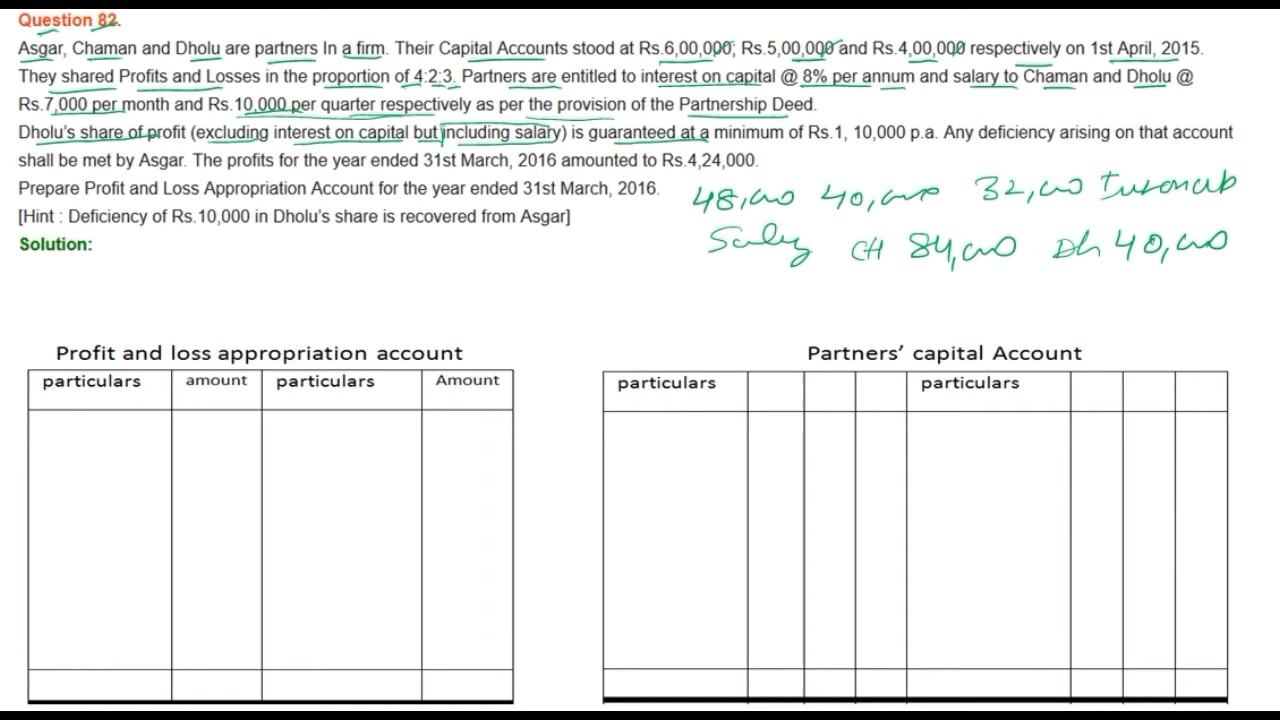 Question 82.
Asgar, Chaman and Dholu are partners In a firm. Their Capital Accounts stood at Rs.6,00,000; Rs.5,00,000 and Rs.4,00,000 respectively on 1st April, 2015.
They shared Profits and Losses in the proportion of 4:2:3. Partners are entitled to interest on capital @ 8% per annum and salary to Chaman and Dholu @
Rs.7,000 per month and Rs.10,000 per quarter respectively as per the provision of the Partnership Deed.
Dholu's share of profit (excluding interest on capital but including salary) is guaranteed at a minimum of Rs.1, 10,000 p.a. Any deficiency arising on that account
shall be met by Asgar. The profits for the year ended 31st March, 2016 amounted to Rs.4,24,000.
Prepare Profit and Loss Appropriation Account for the year ended 31st March, 2016.
[Hint : Deficiency of Rs.10,000 in Dholu's share is recovered from Asgar]
48,000 40,000 32,000
Solution:
Salary CH 84,000 Dh 40,000
Profit and loss appropriation account
Partners' capital Account
particulars amount particulars Amount
particulars particulars